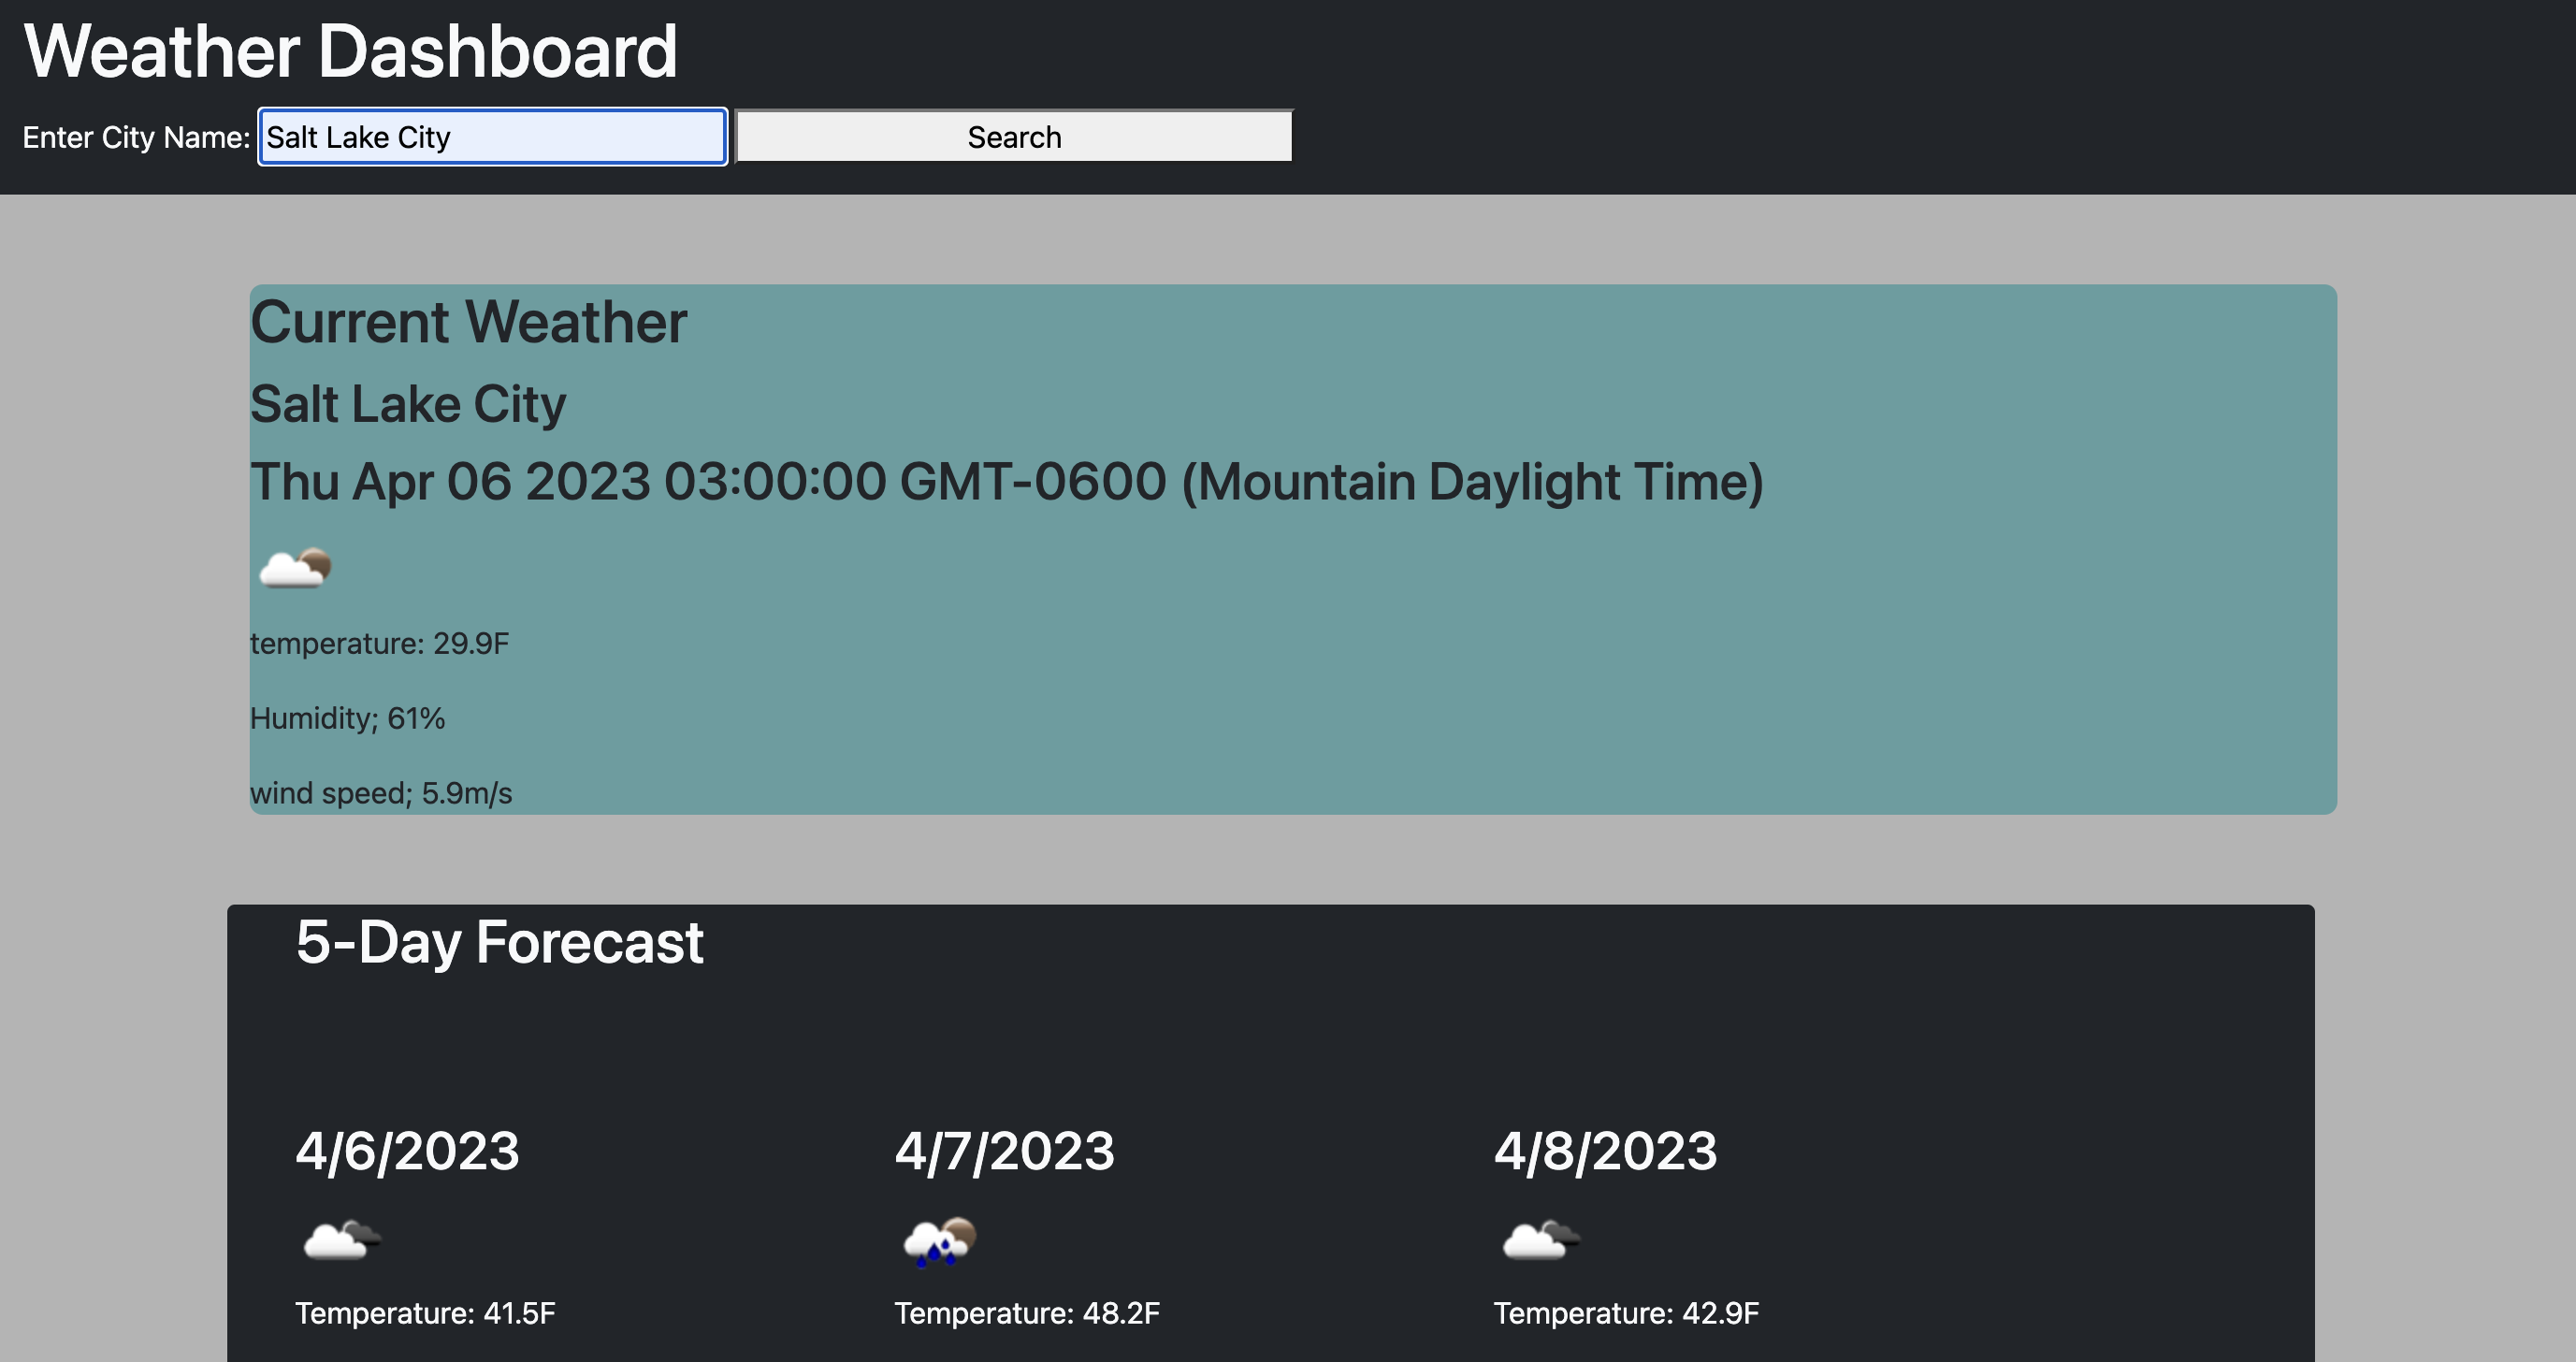 Weather Dashboard
Enter City Name: Salt Lake City Search
Current Weather
Salt Lake City
Thu Apr 06 2023 03:00:00 GMT-0600 (Mountain Daylight Time)
temperature: 29.9F
Humidity; 61%
wind speed; 5.9m/s
5-Day Forecast
4/6/2023 4/7/2023 4/8/2023
Temperature: 41.5F Temperature: 48.2F Temperature: 42.9F